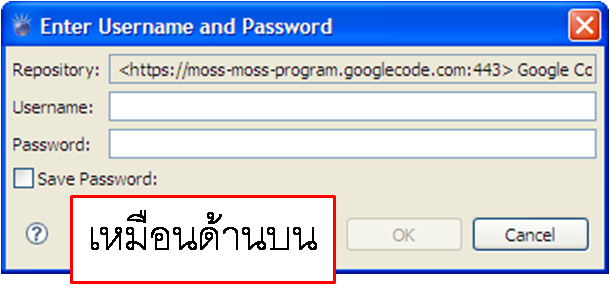 Enter Username and Password
Repository: <https://moss-moss-program.googlecode.com:443> Google Co
Username:
Password:
Save Password:
เหมือนด้านบน
? OK Cancel